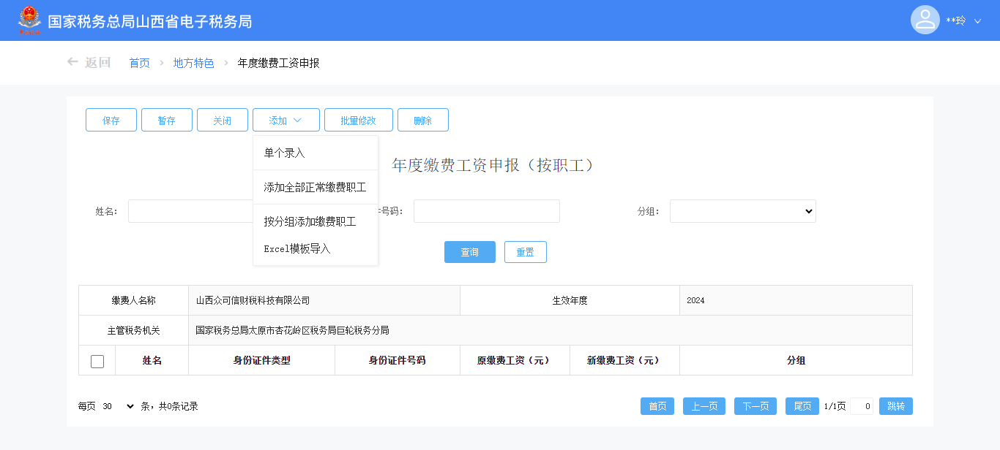 国家税务总局山西省电子税务局
**玲
返回 首页 > 地方特色 > 年度缴费工资申报
保存 暂存 关闭 添加 批量修改 删除
单个录入
添加全部正常缴费职工
按分组添加缴费职工
Excel模板导入
年度缴费工资申报（按职工）
姓名： 号码： 分组：
查询 重置
缴费人名称 山西众可信财税科技有限公司 生效年度 2024
主管税务机关 国家税务总局太原市杏花岭区税务局巨轮税务分局
姓名 身份证件类型 身份证件号码 原缴费工资（元） 新缴费工资（元） 分组
每页 30 条，共0条记录 首页 上一页 下一页 尾页 1/1页 0 跳转